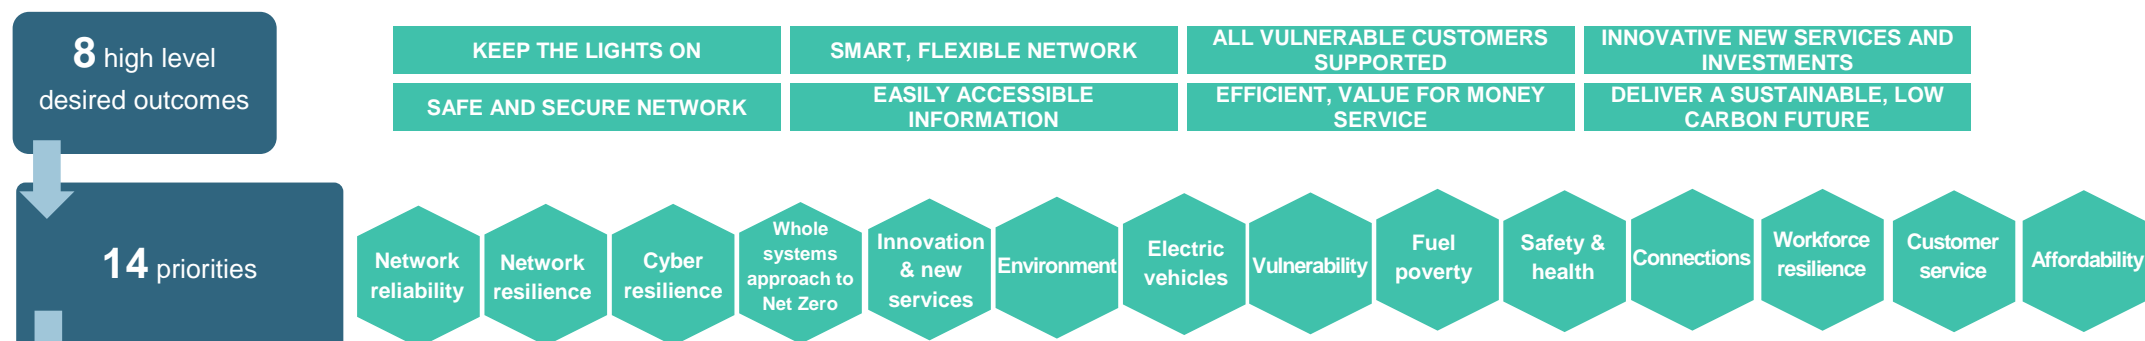 8 high level
desired outcomes
KEEP THE LIGHTS ON
SMART, FLEXIBLE NETWORK
ALL VULNERABLE CUSTOMERS
SUPPORTED
INNOVATIVE NEW SERVICES AND
INVESTMENTS
SAFE AND SECURE NETWORK
EASILY ACCESSIBLE
INFORMATION
EFFICIENT, VALUE FOR MONEY
SERVICE
DELIVER A SUSTAINABLE, LOW
CARBON FUTURE
14 priorities
Network
reliability
Network
resilience
Cyber
resilience
Whole
systems
approach to
Net Zero
Innovation
& new
services
Environment
Electric
vehicles
Vulnerability
Fuel
poverty
Safety &
health
Connections
Workforce
resilience
Customer
service
Affordability